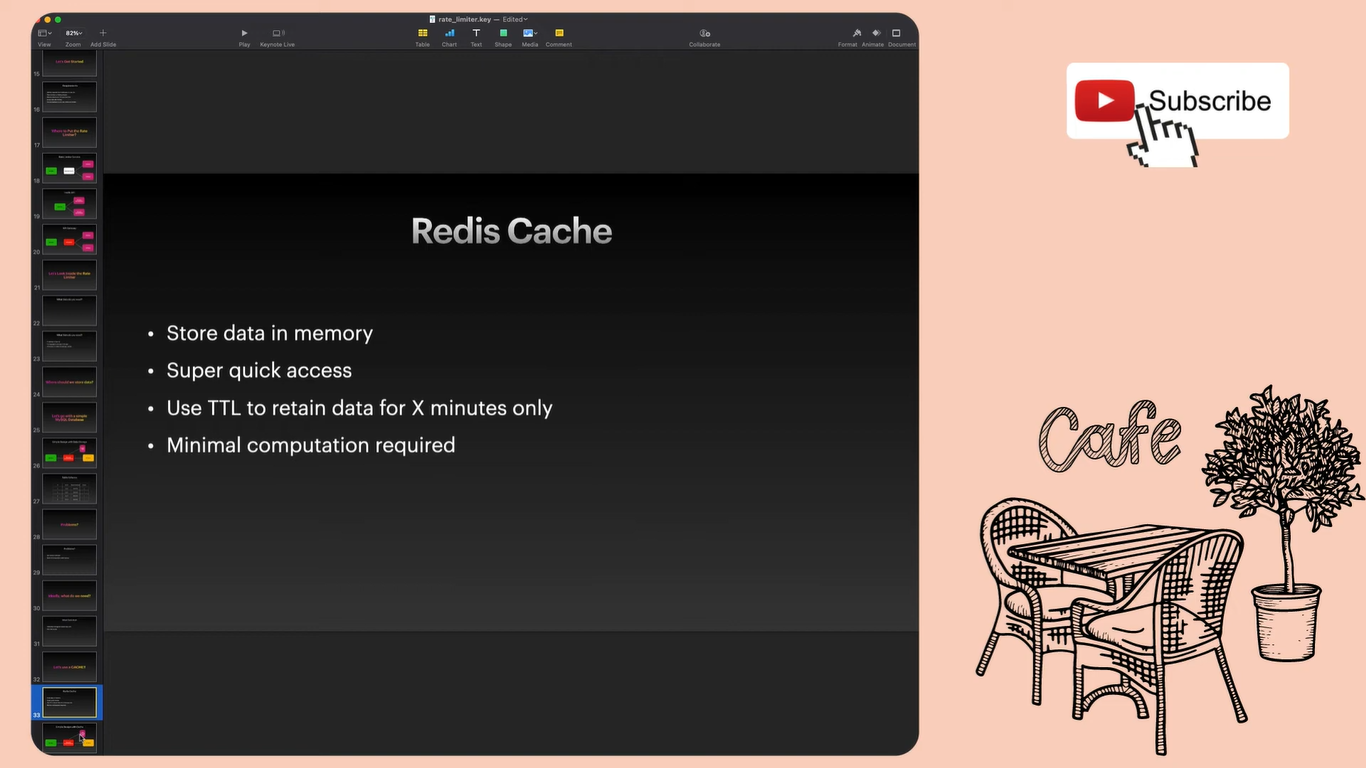 rate_limiter.key — Edited
82%
View
Zoom
Add Slide
Play
Keynote Live
Table
Chart
Text
Shape
Media
Comment
Collaborate
Format
Animate
Document
15
16
17
18
19
20
21
22
23
24
25
26
27
28
29
30
31
32
33
Redis Cache
• Store data in memory
• Super quick access
• Use TTL to retain data for X minutes only
• Minimal computation required
Subscribe
Cafe